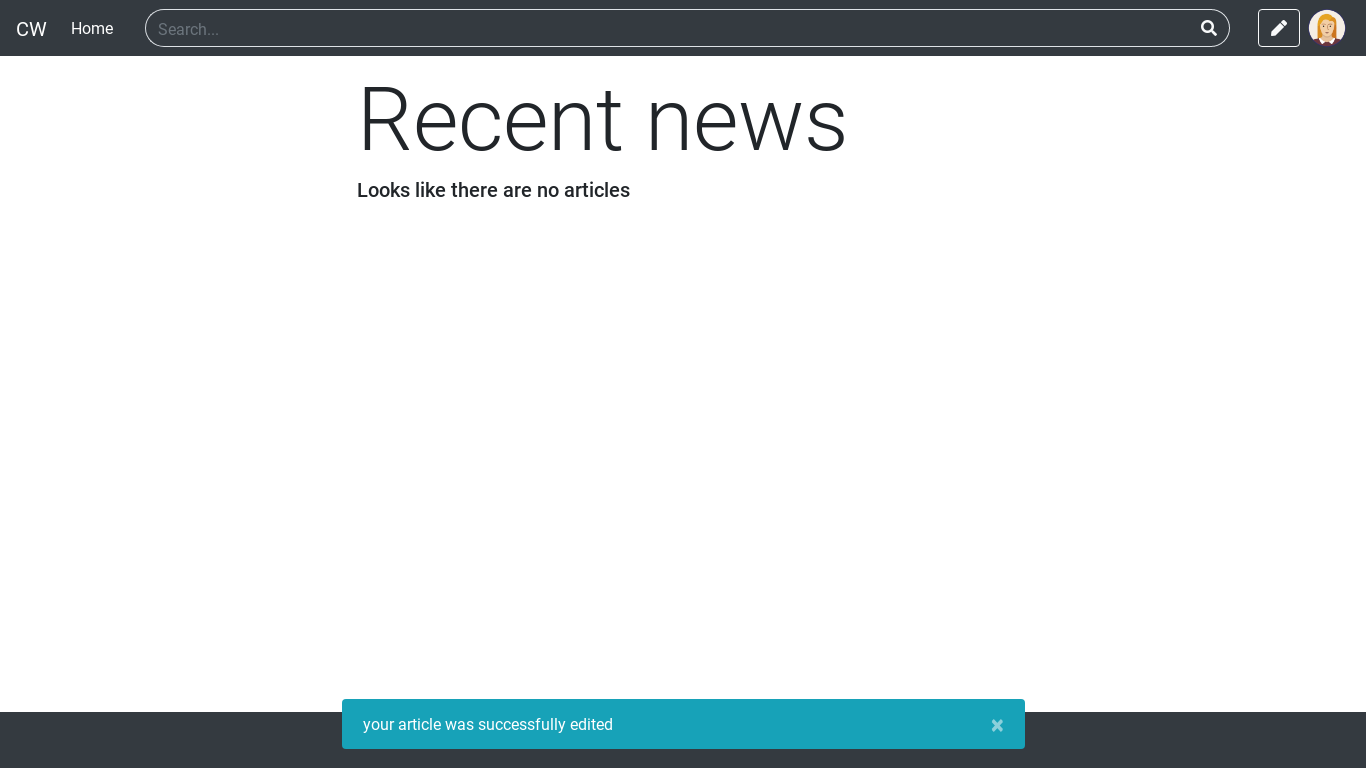 CW
Home
Search...
Recent news
Looks like there are no articles
your article was successfully edited
×